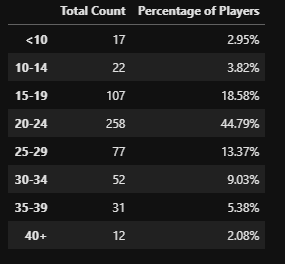 Total Count Percentage of Players
<10 17 2.95%
10-14 22 3.82%
15-19 107 18.58%
20-24 258 44.79%
25-29 77 13.37%
30-34 52 9.03%
35-39 31 5.38%
40+ 12 2.08%